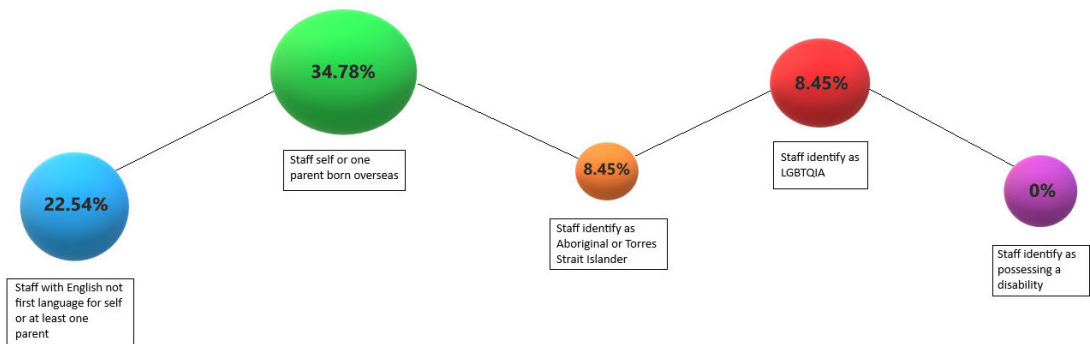 34.78%
8.45%
Staff self or one
parent born overseas
Staff identify as
LGBTQIA
8.45%
22.54%
0%
Staff identify as
Aboriginal or Torres
Strait Islander
Staff identify as
possessing a
disability
Staff with English not
first language for self
or at least one
parent